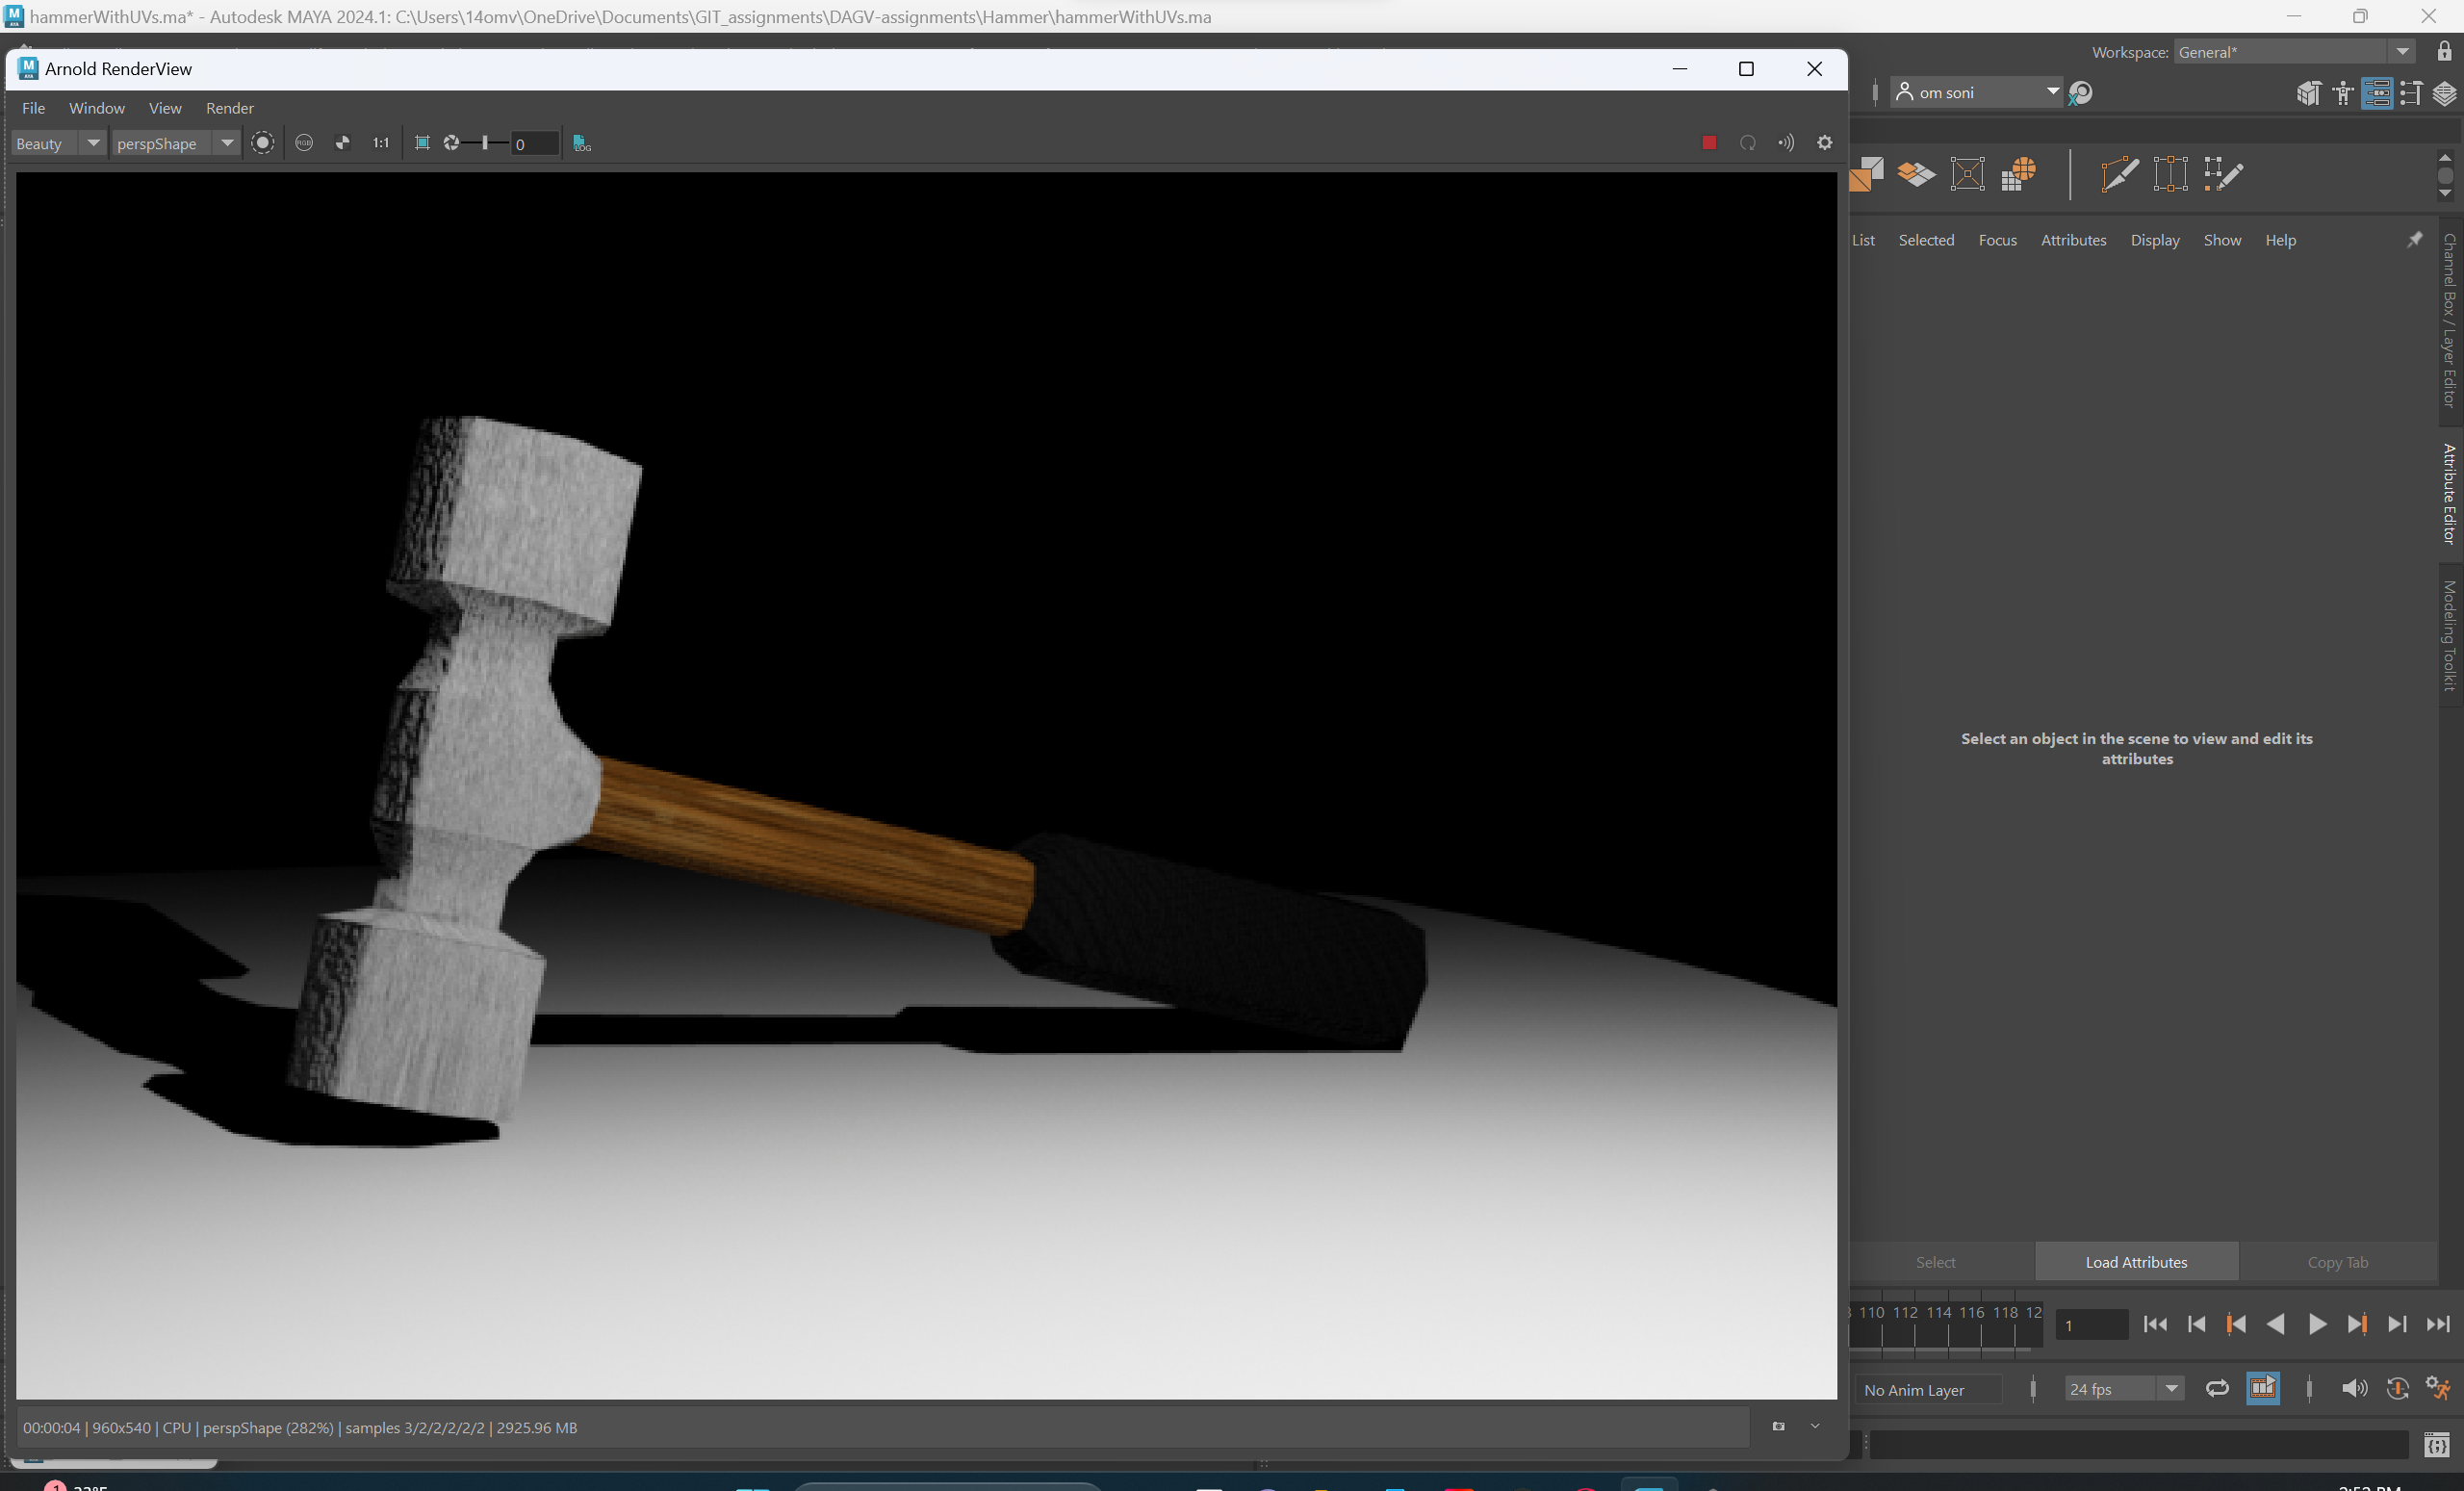 hammerWithUVs.ma* - Autodesk MAYA 2024.1: C:\Users\14omv\OneDrive\Documents\GIT_assignments\DAGV-assignments\Hammer\hammerWithUVs.ma
Workspace: General*
Arnold RenderView
om soni
File Window View Render
Beauty perspShape RGB 1:1 0 LOG
List Selected Focus Attributes Display Show Help
Channel Box / Layer Editor
Attribute Editor
Modeling Toolkit
Select an object in the scene to view and edit its
attributes
Select Load Attributes Copy Tab
110 112 114 116 118 12 1
No Anim Layer 24 fps
00:00:04 | 960x540 | CPU | perspShape (282%) | samples 3/2/2/2/2/2 | 2925.96 MB